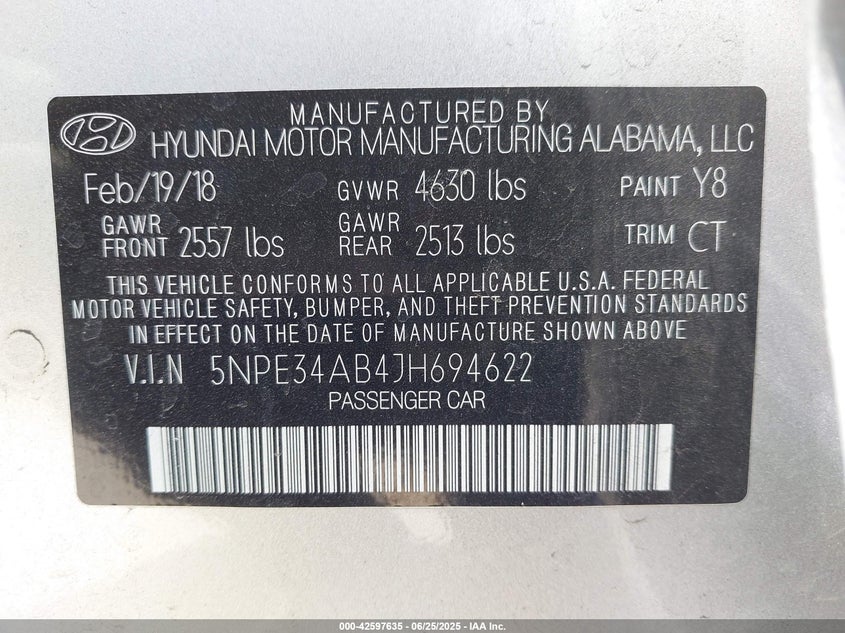 MANUFACTURED BY
HYUNDAI MOTOR MANUFACTURING ALABAMA, LLC
Feb/19/18 GVWR 4630 lbs PAINT Y8
GAWR FRONT 2557 lbs GAWR REAR 2513 lbs TRIM CT
THIS VEHICLE CONFORMS TO ALL APPLICABLE U.S.A. FEDERAL
MOTOR VEHICLE SAFETY, BUMPER, AND THEFT PREVENTION STANDARDS
IN EFFECT ON THE DATE OF MANUFACTURE SHOWN ABOVE
V.I.N 5NPE34AB4JH694622
PASSENGER CAR
000-42597635 - 06/25/2025 - IAA Inc.